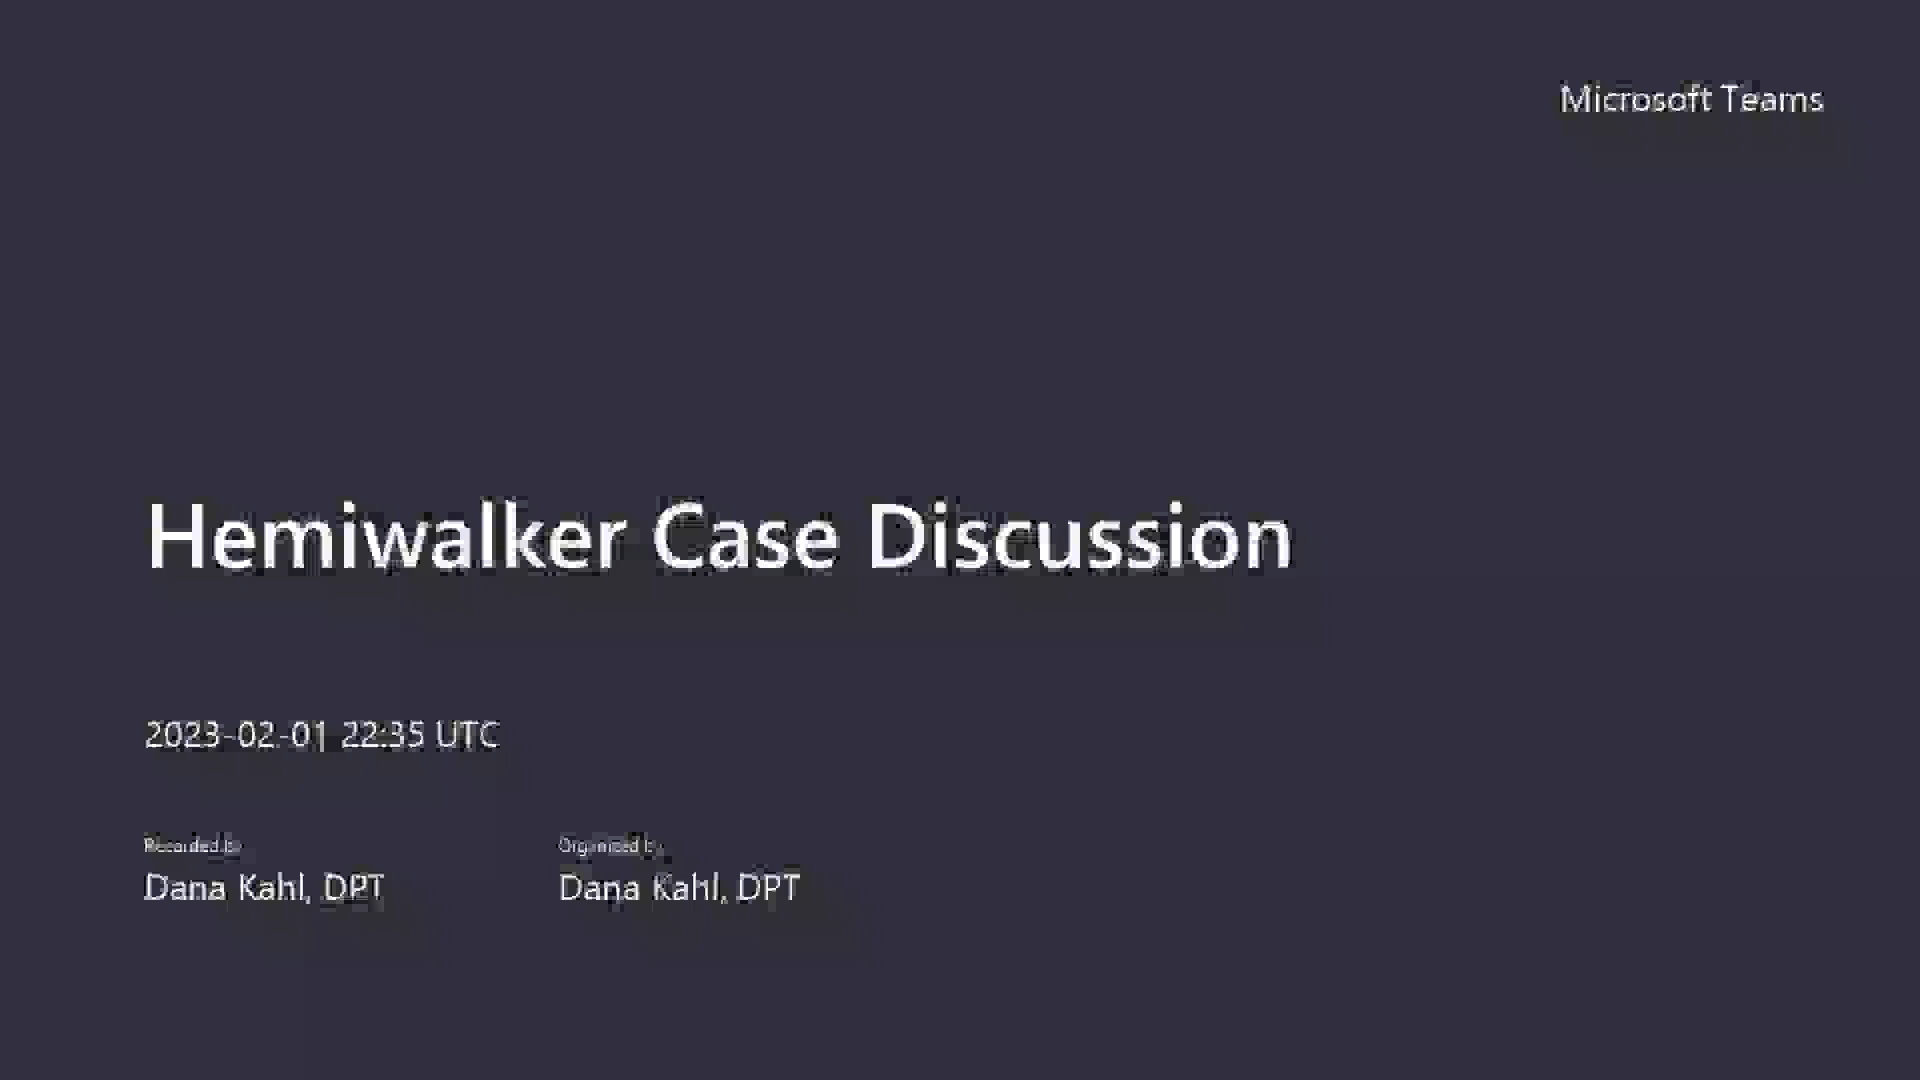 Microsoft Teams
Hemiwalker Case Discussion
2023-02-01 22:35 UTC
Recorded by
Organized by
Dana Kahl, DPT
Dana Kahl, DPT